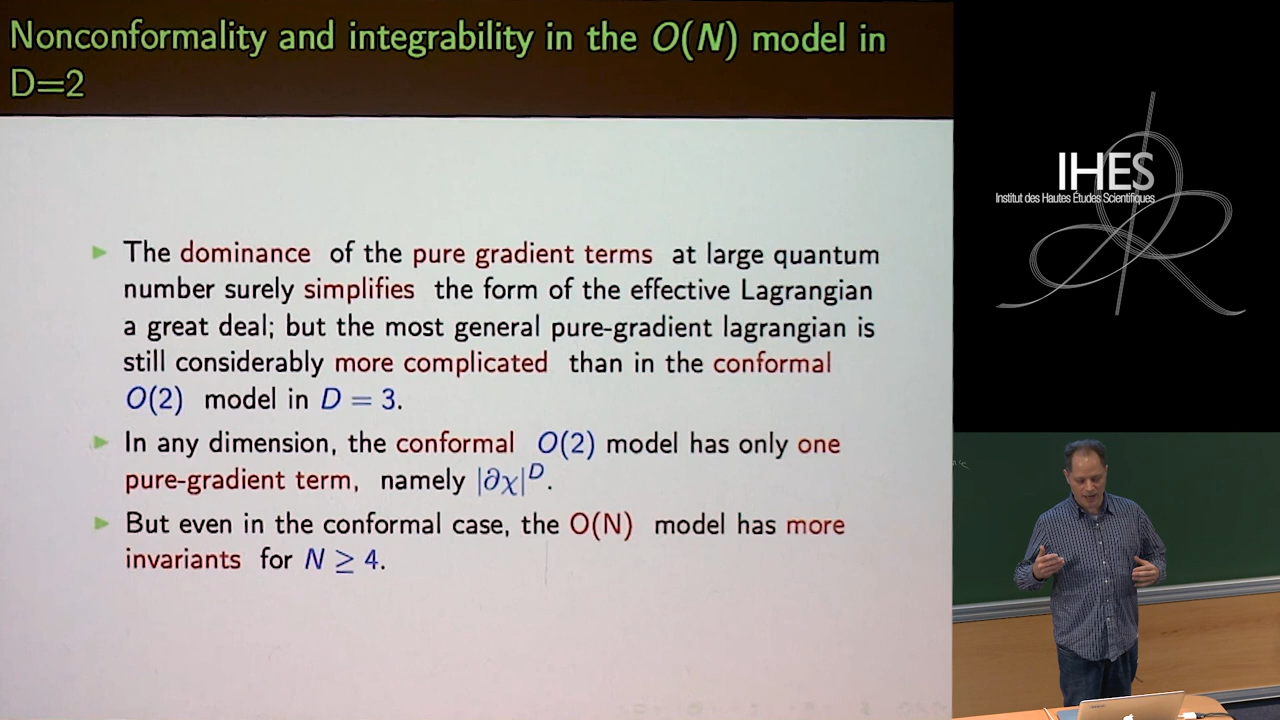 Nonconformality and integrability in the O(N) model in
D=2
The dominance of the pure gradient terms at large quantum
number surely simplifies the form of the effective Lagrangian
a great deal; but the most general pure-gradient lagrangian is
still considerably more complicated than in the conformal
O(2) model in D = 3.
In any dimension, the conformal O(2) model has only one
pure-gradient term, namely |∂χ|^D.
But even in the conformal case, the O(N) model has more
invariants for N ≥ 4.
IHES
Institut des Hautes Études Scientifiques